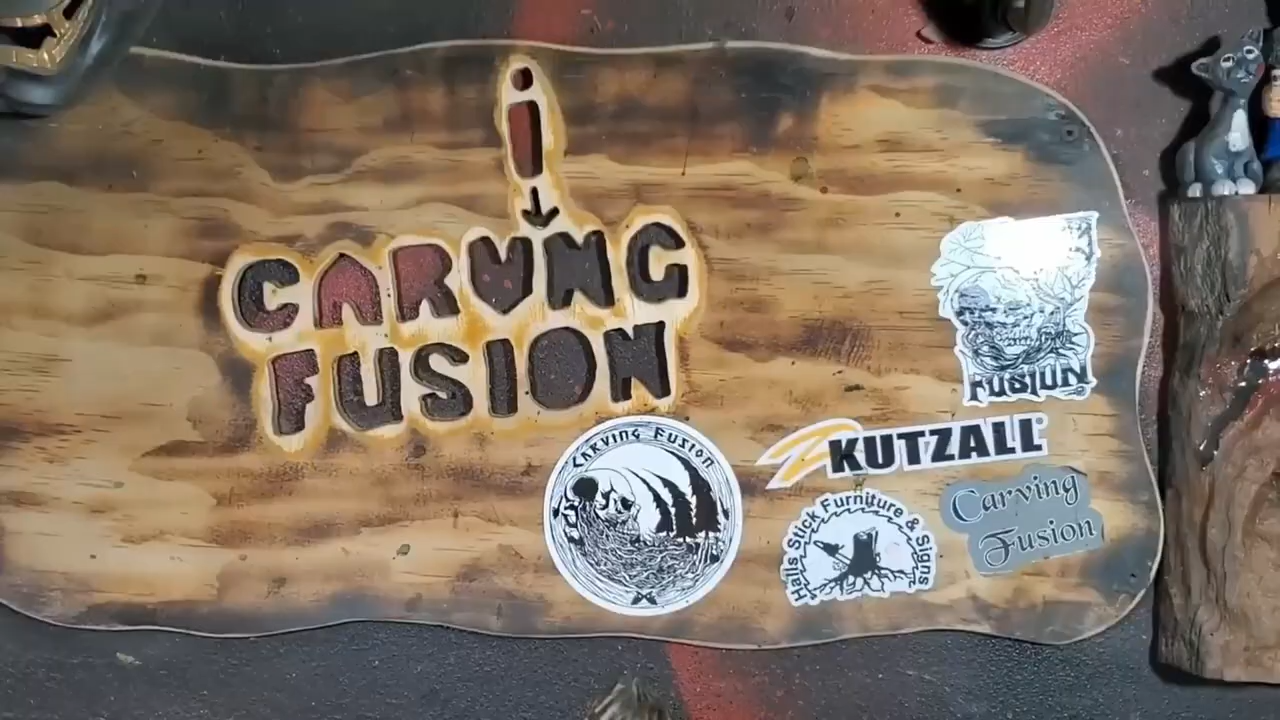 i
CARVNG
FUSION
FUSION
KUTZALL®
Carving Fusion
Halls Stick Furniture & Signs
Carving
Fusion